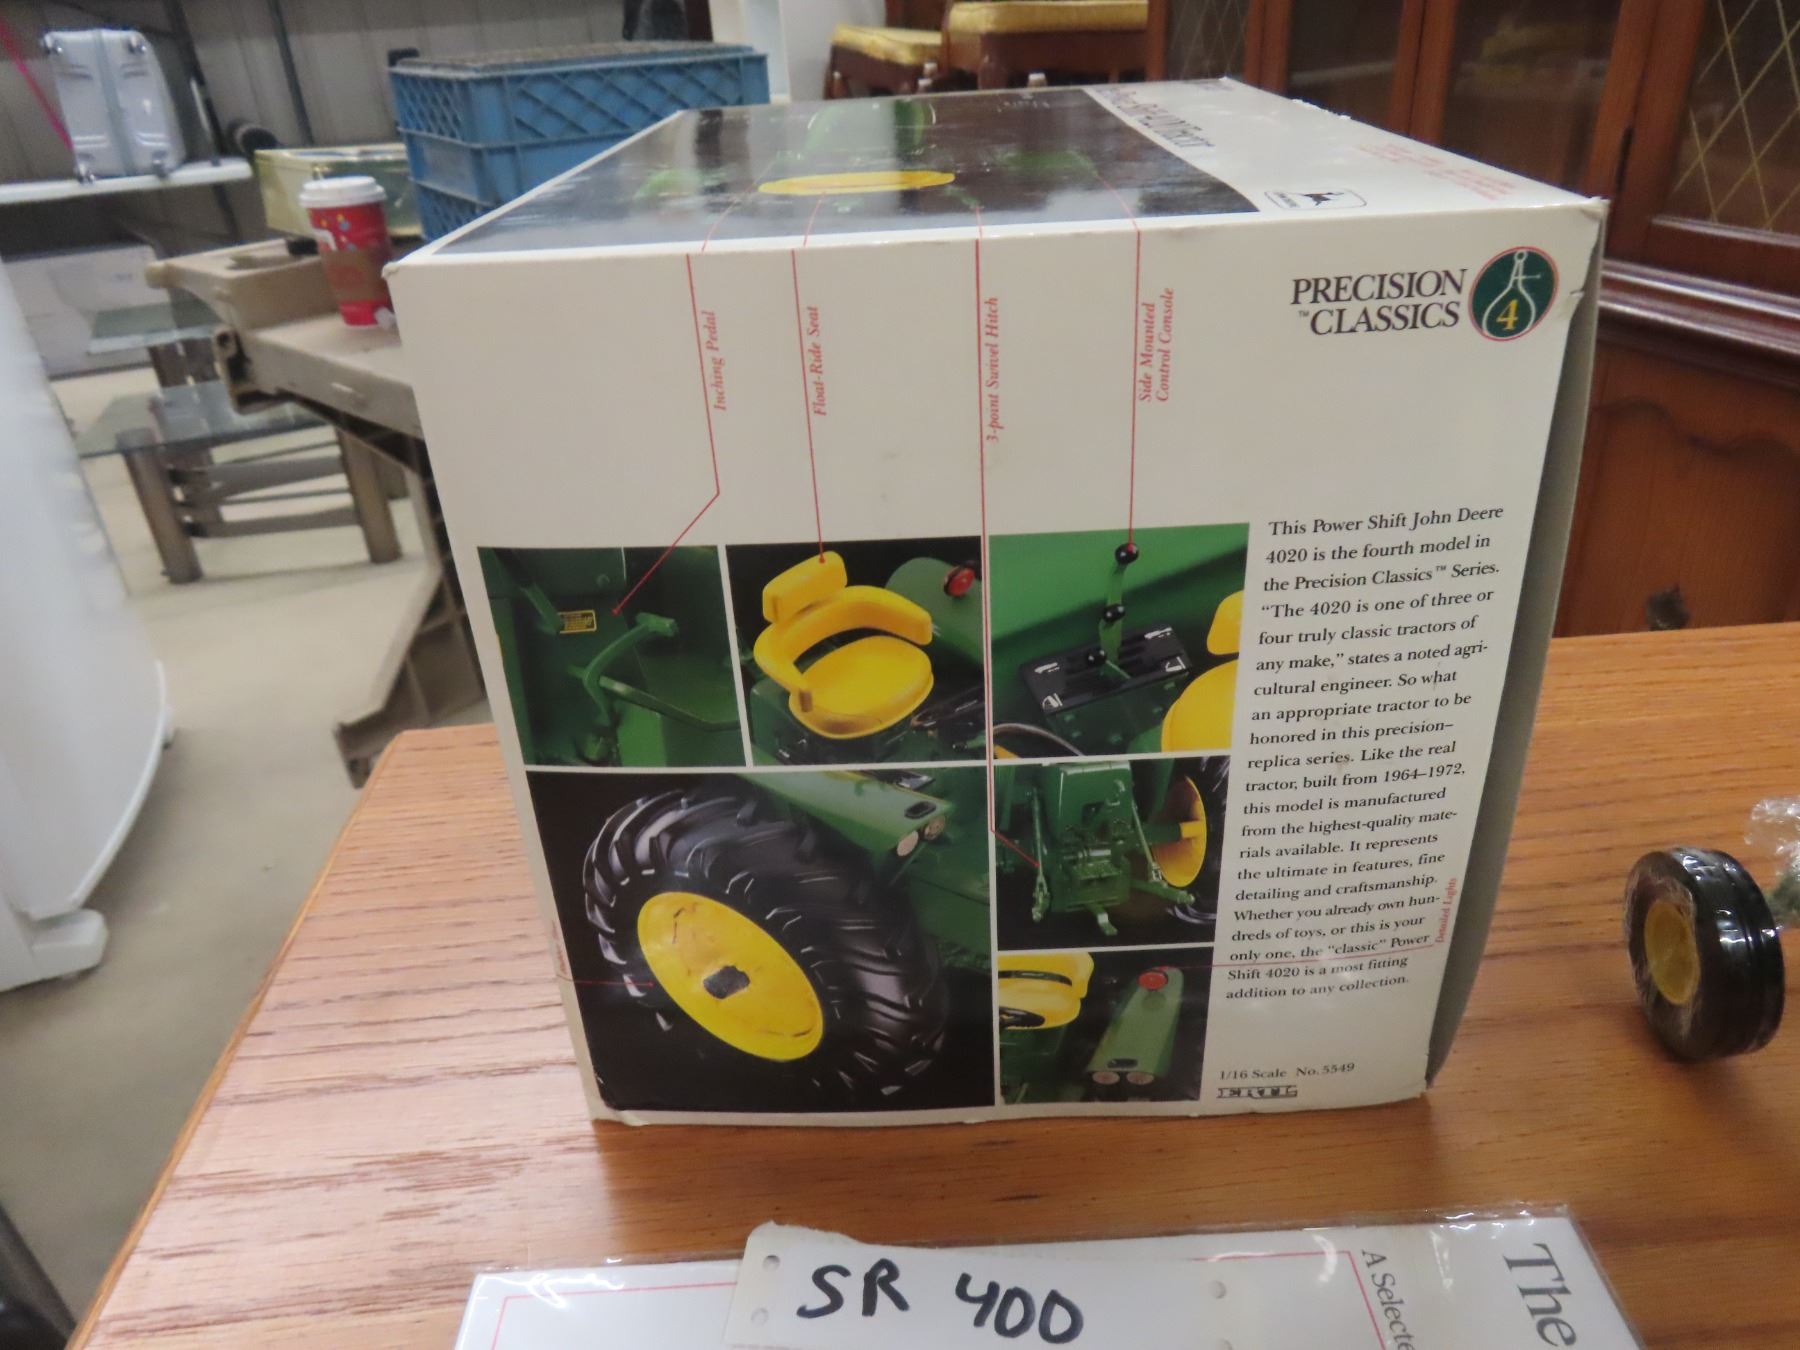 PRECISION
™CLASSICS
4
Inching Pedal
Float-Ride Seat
3-point Swivel Hitch
Side Mounted
Control Console
This Power Shift John Deere
4020 is the fourth model in
the Precision Classics™ Series.
“The 4020 is one of three or
four truly classic tractors of
any make,” states a noted agri-
cultural engineer. So what
an appropriate tractor to be
honored in this precision–
replica series. Like the real
tractor, built from 1964–1972,
this model is manufactured
from the highest-quality mate-
rials available. It represents
the ultimate in features, fine
detailing and craftsmanship.
Whether you already own hun-
dreds of toys, or this is your
only one, the “classic” Power
Shift 4020 is a most fitting
addition to any collection.
Detailed Lights
1/16 Scale No. 5549
ERTL
SR 400
A Selecte
The